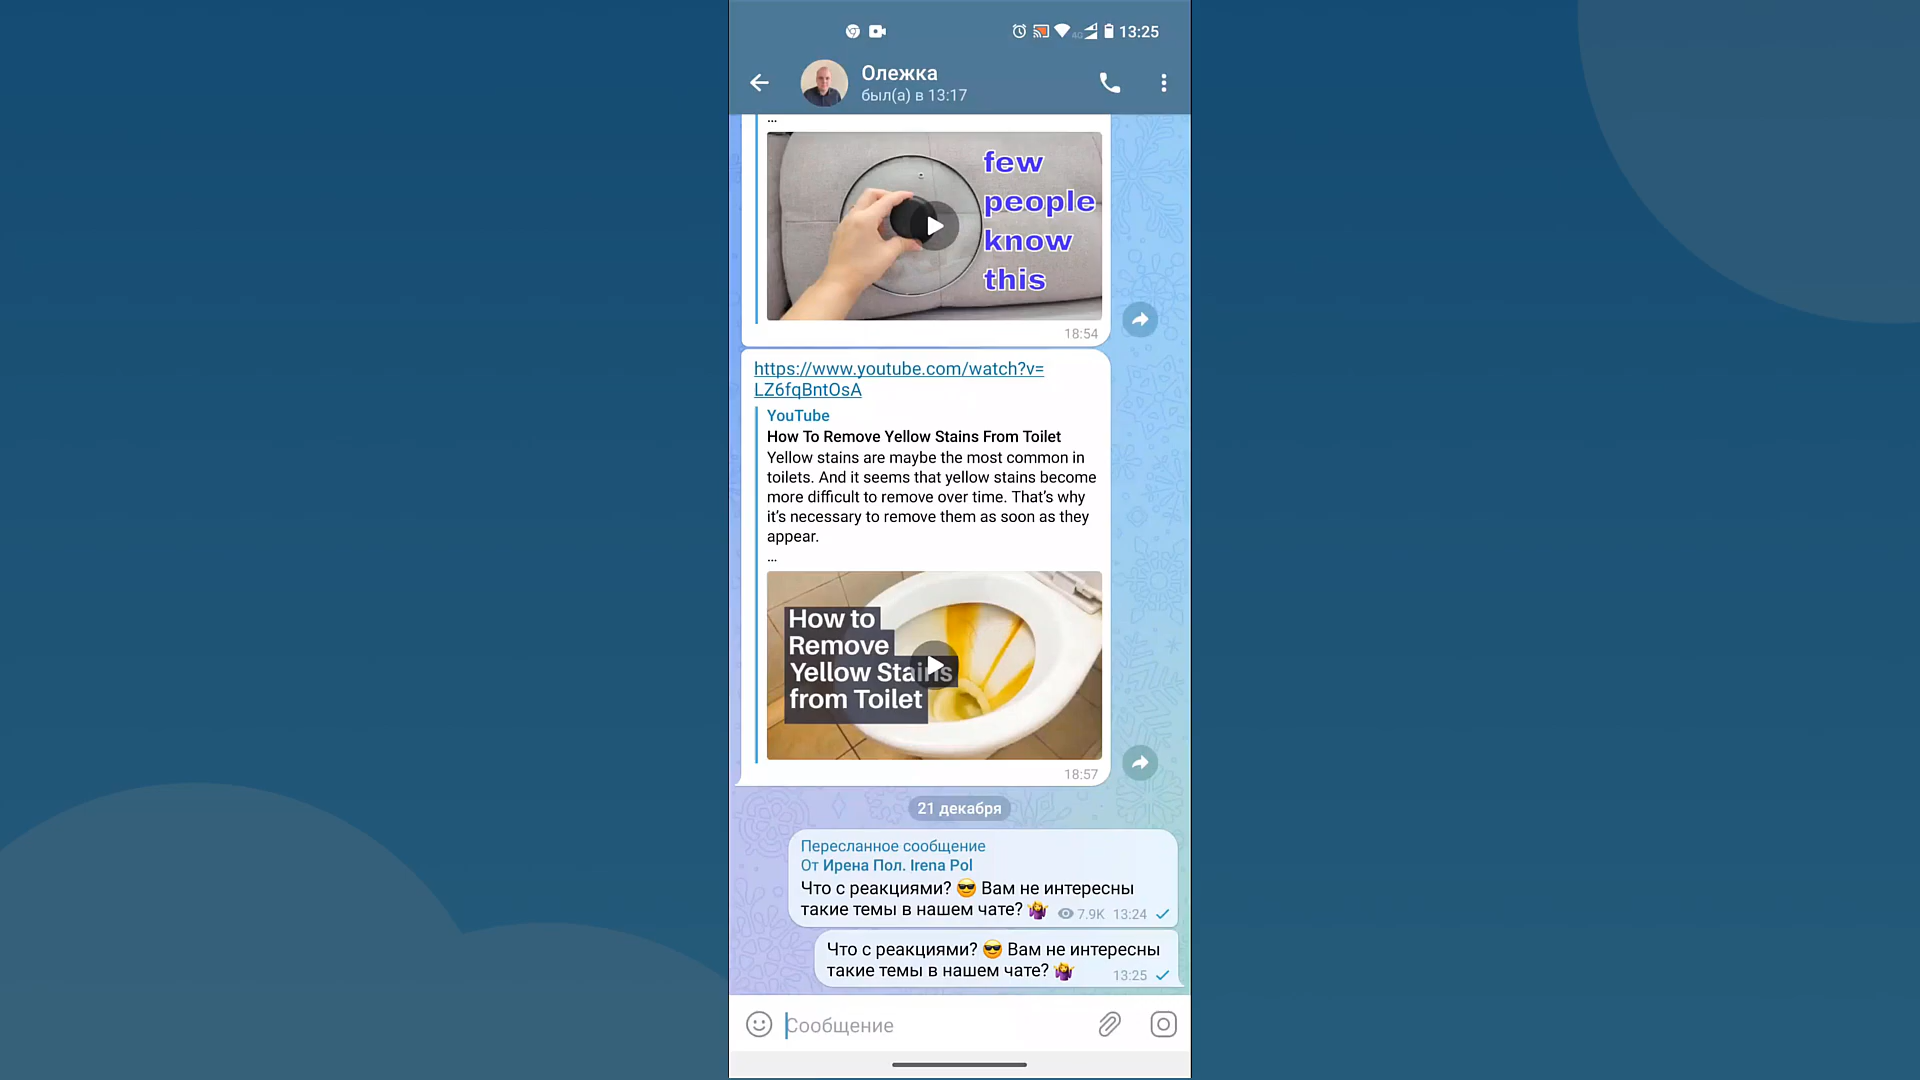 13:25
Олежка
был(а) в 13:17
...
few
people
know
this
18:54
https://www.youtube.com/watch?v=
LZ6fqBntOsA
YouTube
How To Remove Yellow Stains From Toilet
Yellow stains are maybe the most common in
toilets. And it seems that yellow stains become
more difficult to remove over time. That’s why
it’s necessary to remove them as soon as they
appear.
...
How to
Remove
Yellow Stains
from Toilet
18:57
21 декабря
Пересланное сообщение
От Ирена Пол. Irena Pol
Что с реакциями? 😎 Вам не интересны
такие темы в нашем чате? 🤷‍♀️ 7.9K 13:24
Что с реакциями? 😎 Вам не интересны
такие темы в нашем чате? 🤷‍♀️ 13:25
Сообщение